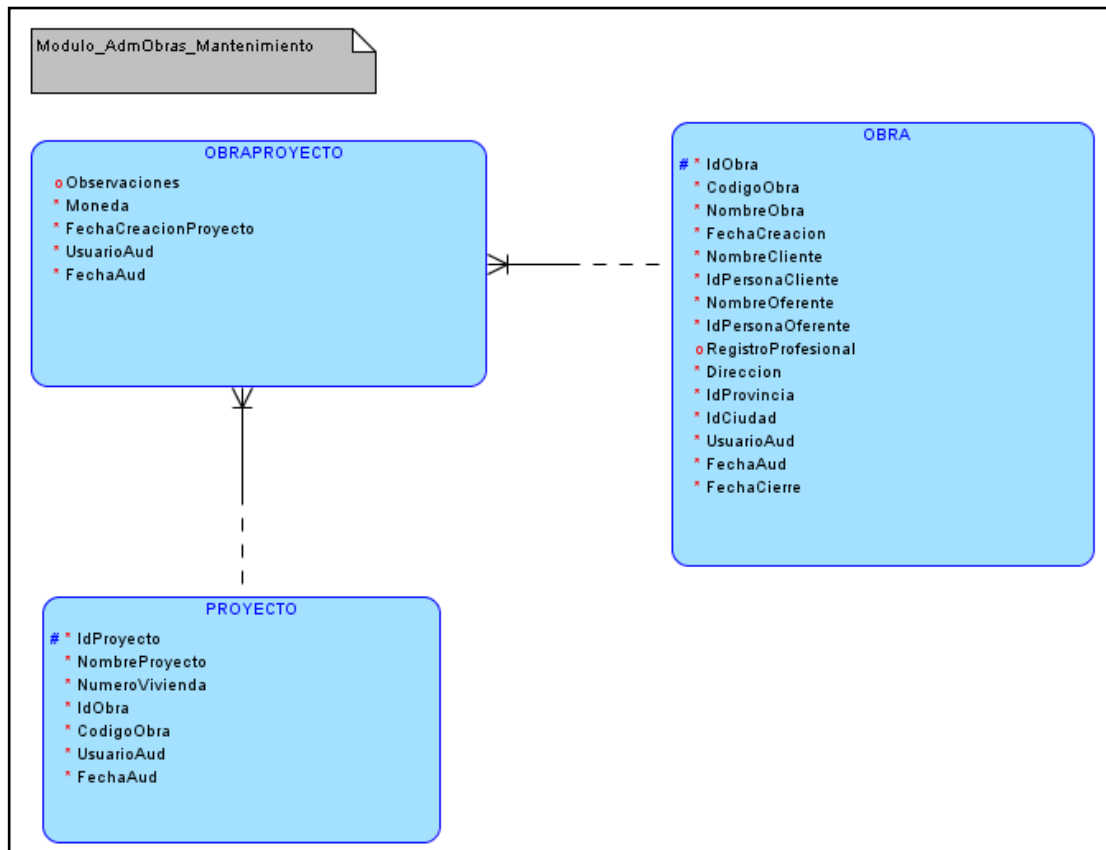 Modulo_AdmObras_Mantenimiento
OBRAPROYECTO
o Observaciones
* Moneda
* FechaCreacionProyecto
* UsuarioAud
* FechaAud
OBRA
# * IdObra
* CodigoObra
* NombreObra
* FechaCreacion
* NombreCliente
* IdPersonaCliente
* NombreOferente
* IdPersonaOferente
o RegistroProfesional
* Direccion
* IdProvincia
* IdCiudad
* UsuarioAud
* FechaAud
* FechaCierre
PROYECTO
# * IdProyecto
* NombreProyecto
* NumeroVivienda
* IdObra
* CodigoObra
* UsuarioAud
* FechaAud